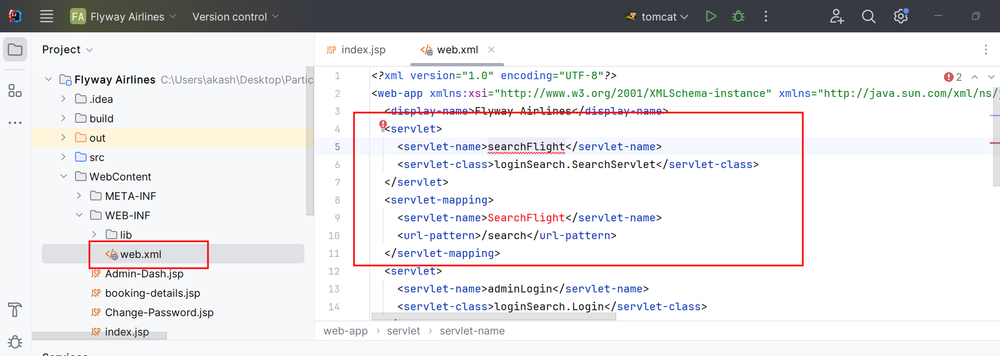 FA Flyway Airlines Version control tomcat
Project
Flyway Airlines C:\Users\akash\Desktop\Partic
.idea
build
out
src
WebContent
META-INF
WEB-INF
lib
web.xml
JSP Admin-Dash.jsp
JSP booking-details.jsp
JSP Change-Password.jsp
JSP index.jsp
JSP index.jsp web.xml
2
1 <?xml version="1.0" encoding="UTF-8"?>
2 <web-app xmlns:xsi="http://www.w3.org/2001/XMLSchema-instance" xmlns="http://java.sun.com/xml/ns/
3 <display-name>Flyway Airlines</display-name>
4 <servlet>
5 <servlet-name>searchFlight</servlet-name>
6 <servlet-class>loginSearch.SearchServlet</servlet-class>
7 </servlet>
8 <servlet-mapping>
9 <servlet-name>SearchFlight</servlet-name>
10 <url-pattern>/search</url-pattern>
11 </servlet-mapping>
12 <servlet>
13 <servlet-name>adminLogin</servlet-name>
14 <servlet-class>loginSearch.Login</servlet-class>
web-app › servlet › servlet-name
Services